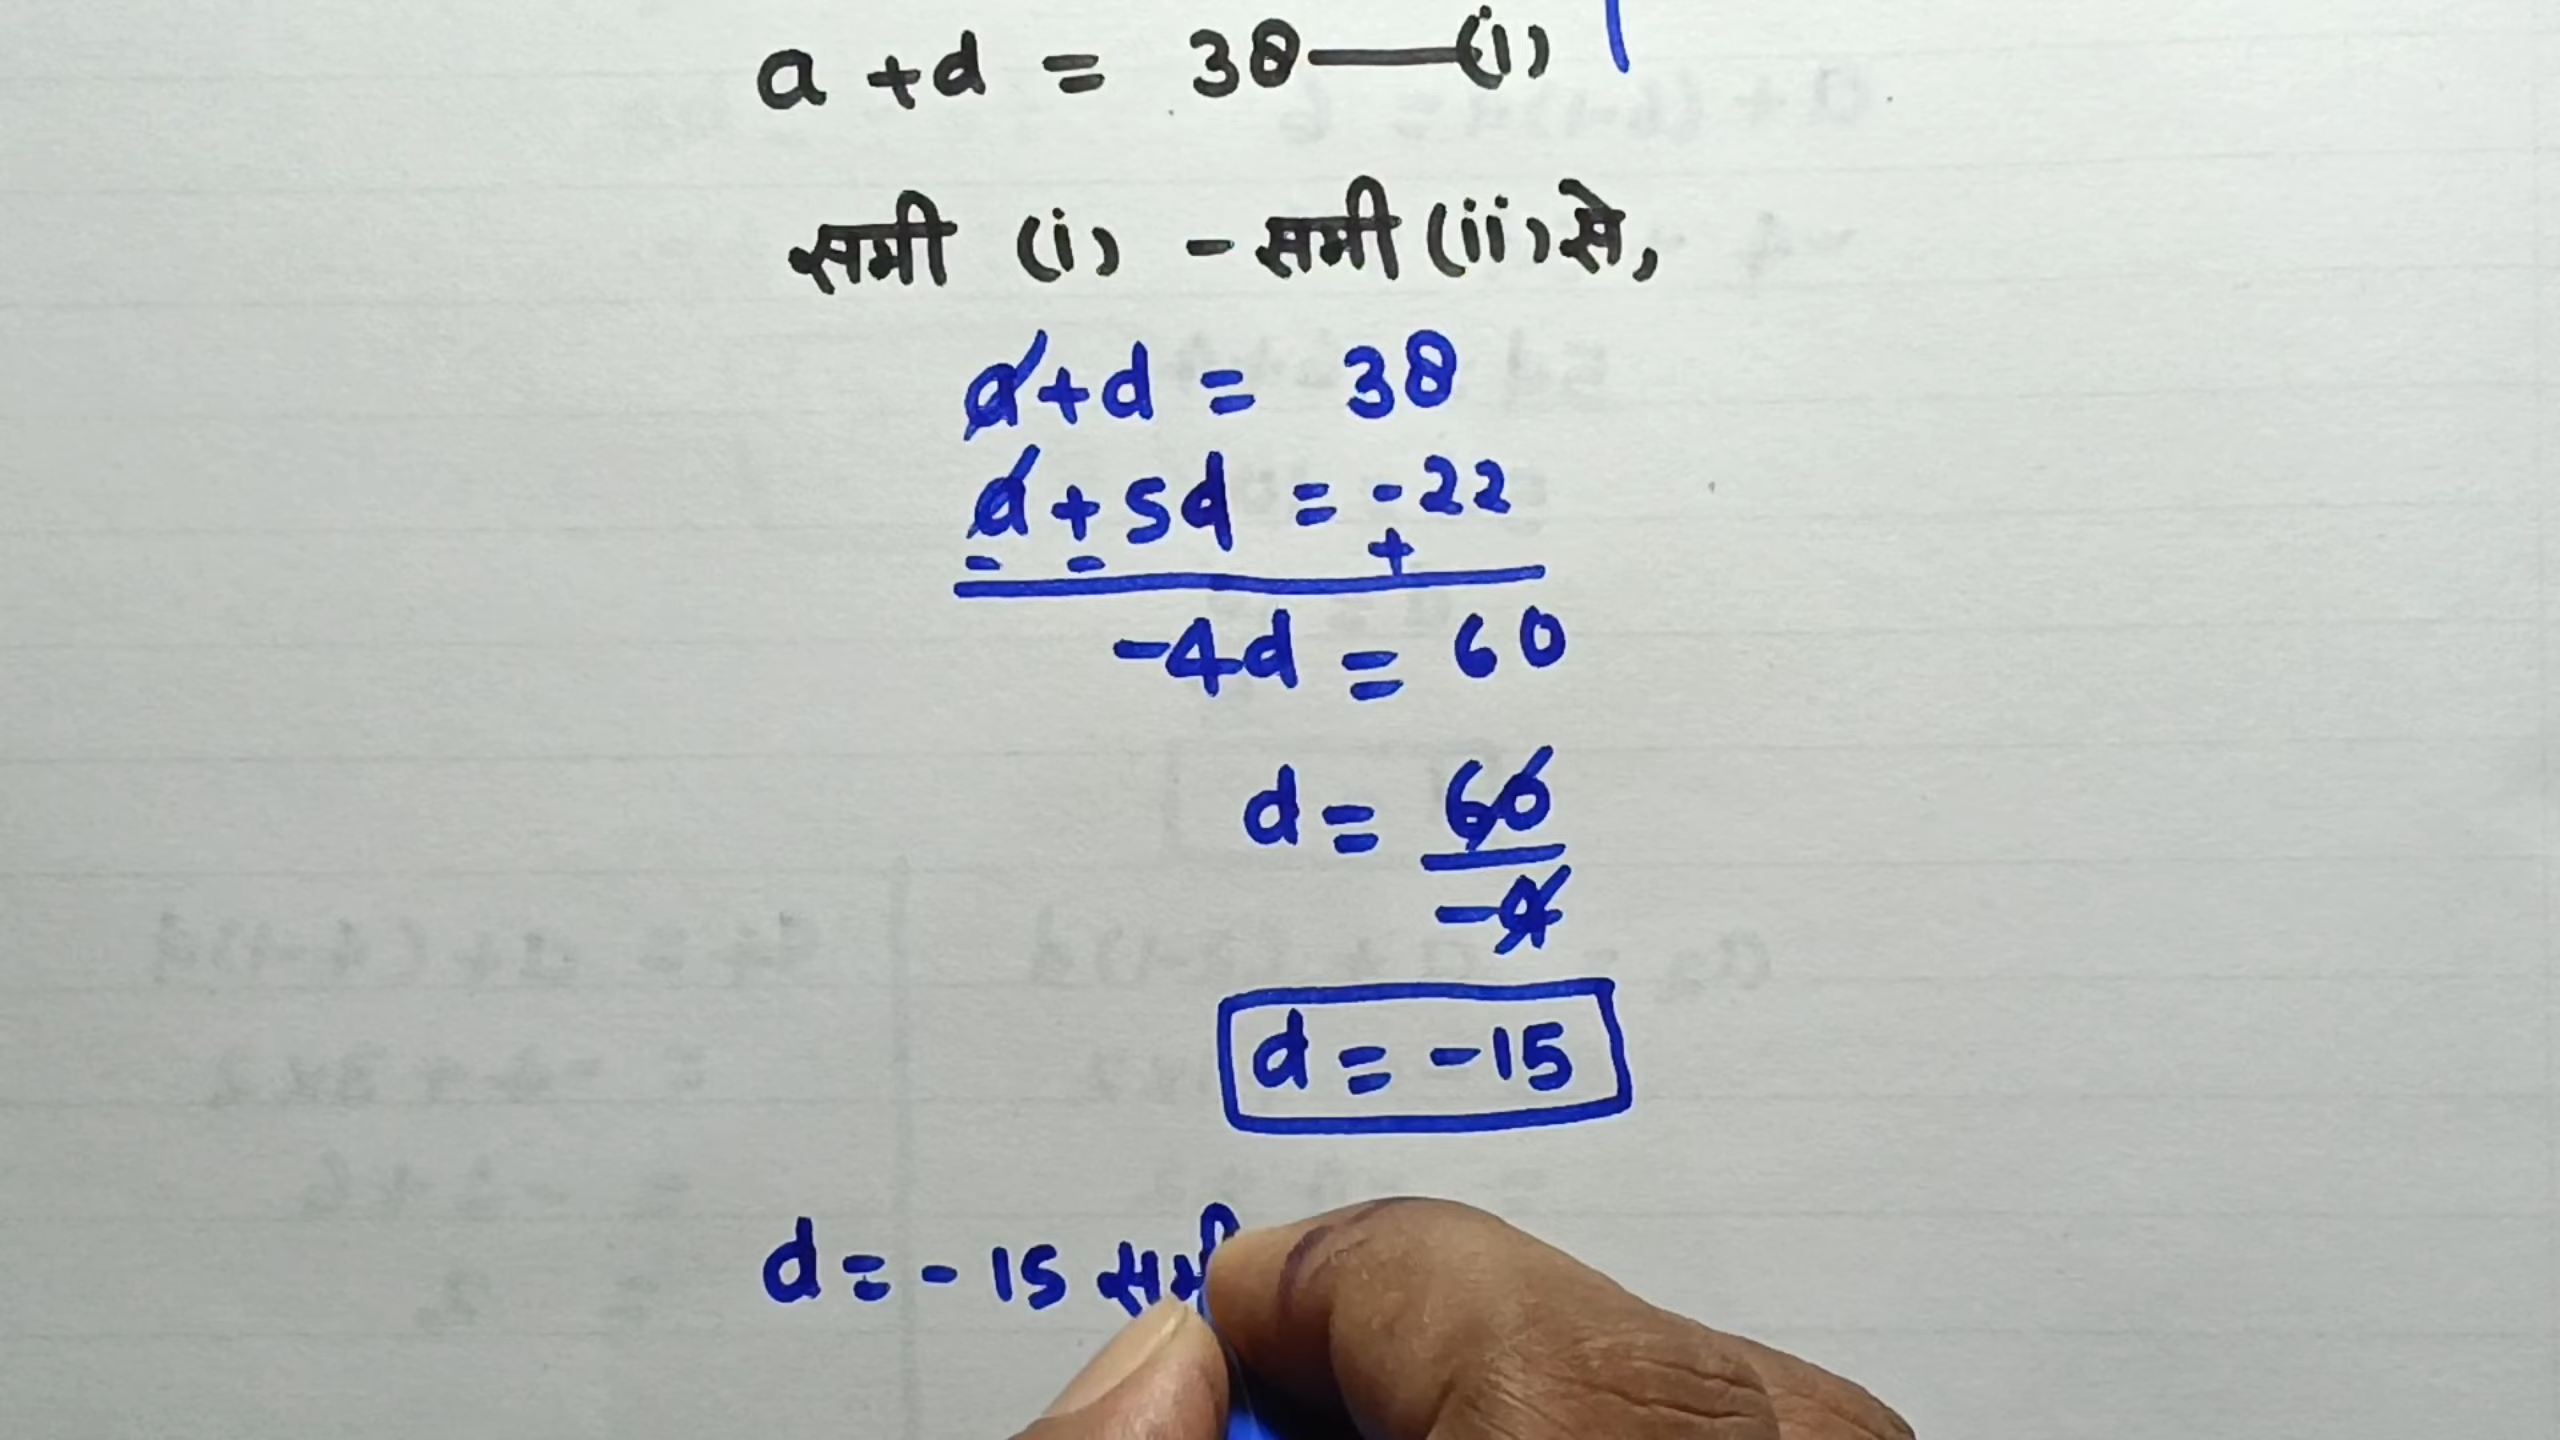 a + d = 38 — (i)
समी (i) - समी (ii) से,
a + d = 38
a + 5d = -22
- - +
-4d = 60
d = 60
-4
d = -15
d = -15 समी